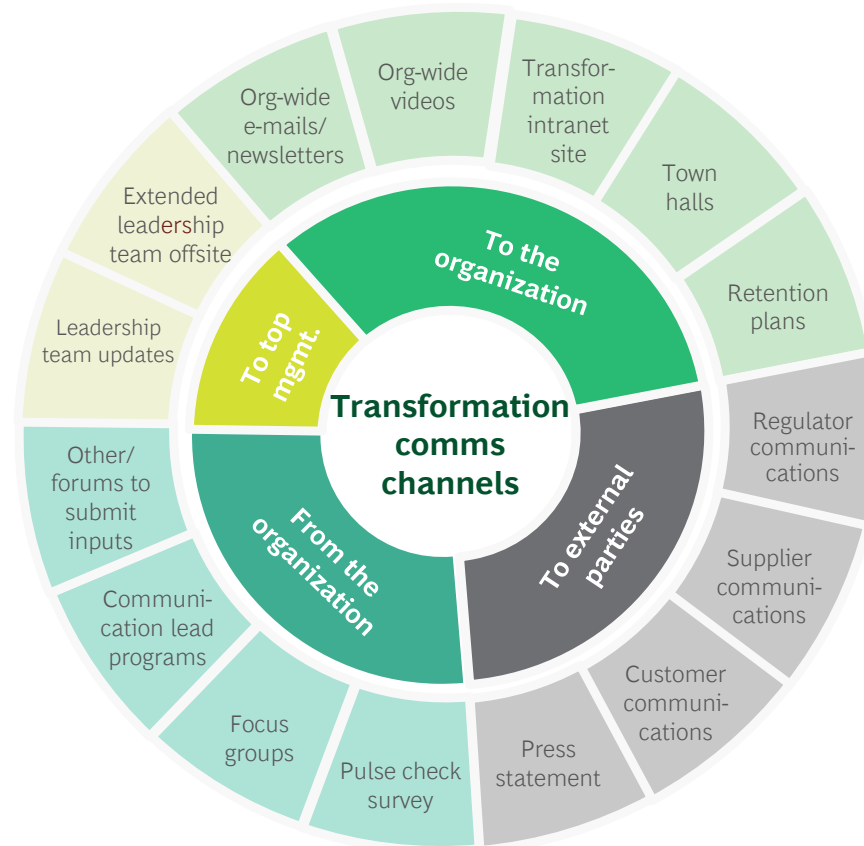 Transformation
comms
channels
To the
organization
To external
parties
From the
organization
To top
mgmt.
Org-wide
e-mails/
newsletters
Org-wide
videos
Transfor-
mation
intranet
site
Town
halls
Retention
plans
Regulator
communi-
cations
Supplier
communi-
cations
Customer
communi-
cations
Press
statement
Pulse check
survey
Focus
groups
Communi-
cation lead
programs
Other/
forums to
submit
inputs
Leadership
team updates
Extended
leadership
team offsite